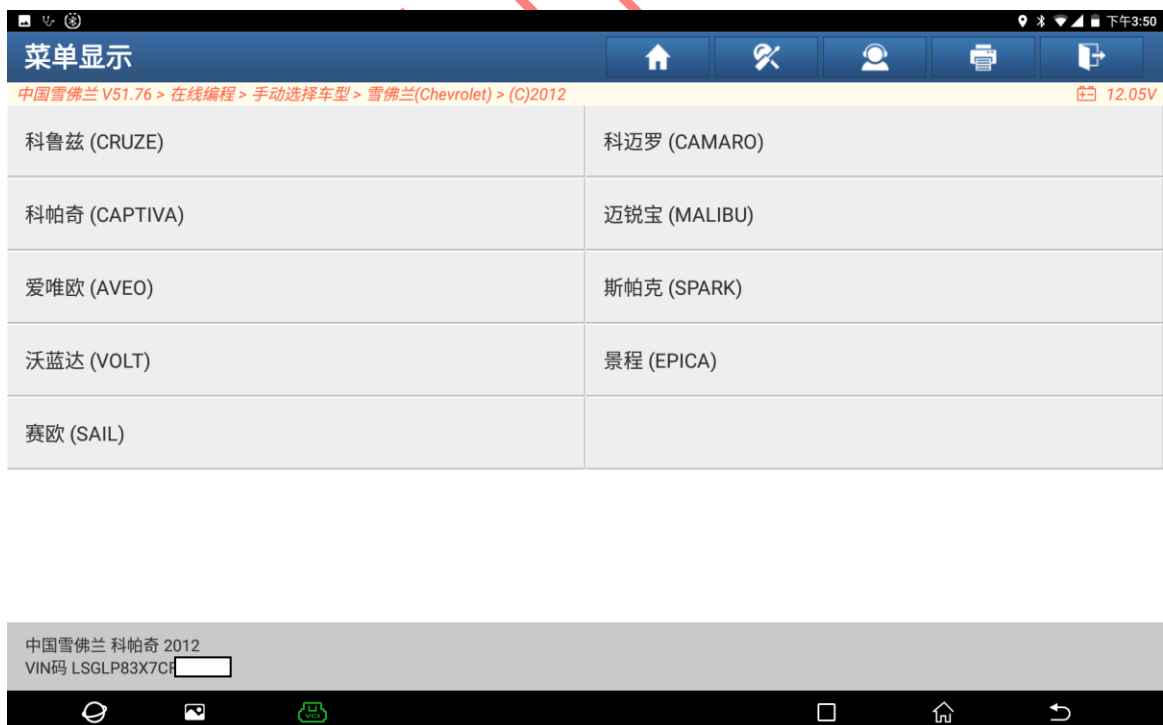 下午3:50
菜单显示
中国雪佛兰 V51.76 > 在线编程 > 手动选择车型 > 雪佛兰(Chevrolet) > (C)2012
12.05V
科鲁兹 (CRUZE)
科迈罗 (CAMARO)
科帕奇 (CAPTIVA)
迈锐宝 (MALIBU)
爱唯欧 (AVEO)
斯帕克 (SPARK)
沃蓝达 (VOLT)
景程 (EPICA)
赛欧 (SAIL)
中国雪佛兰 科帕奇 2012
VIN码 LSGLP83X7CF
VCI